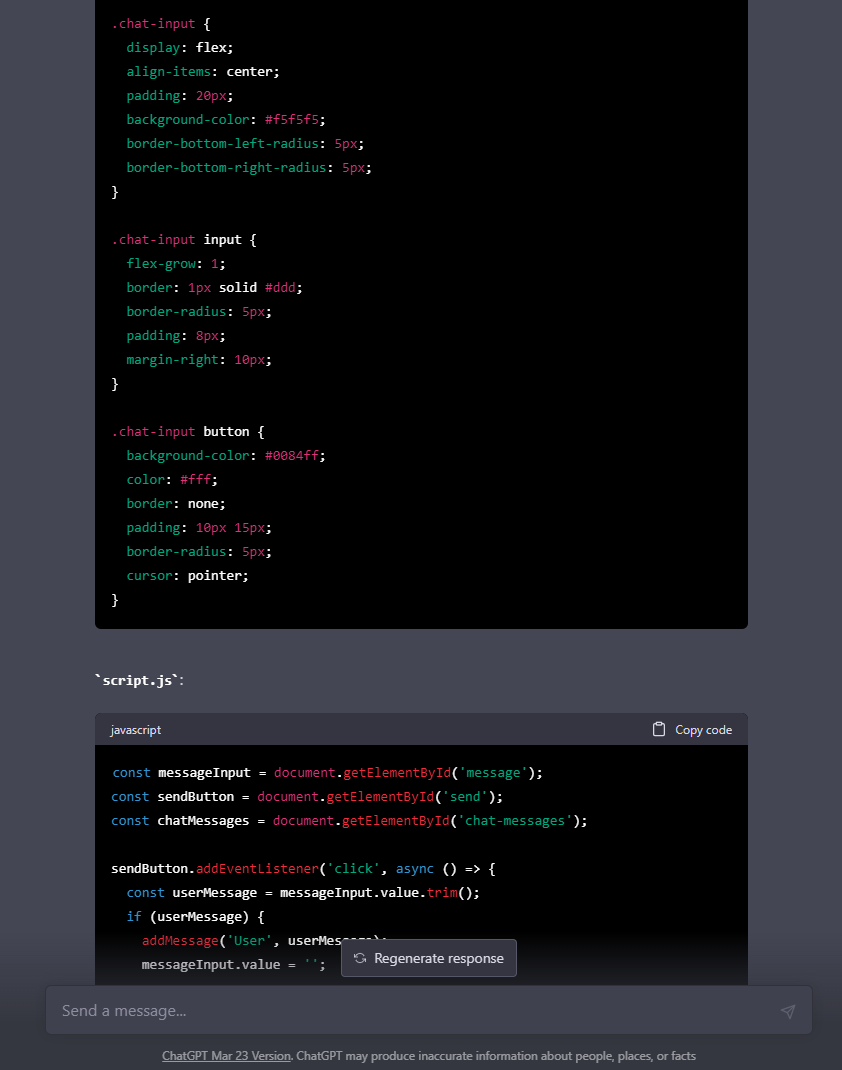 .chat-input {
  display: flex;
  align-items: center;
  padding: 20px;
  background-color: #f5f5f5;
  border-bottom-left-radius: 5px;
  border-bottom-right-radius: 5px;
}

.chat-input input {
  flex-grow: 1;
  border: 1px solid #ddd;
  border-radius: 5px;
  padding: 8px;
  margin-right: 10px;
}

.chat-input button {
  background-color: #0084ff;
  color: #fff;
  border: none;
  padding: 10px 15px;
  border-radius: 5px;
  cursor: pointer;
}

`script.js`:
javascript Copy code
const messageInput = document.getElementById('message');
const sendButton = document.getElementById('send');
const chatMessages = document.getElementById('chat-messages');

sendButton.addEventListener('click', async () => {
  const userMessage = messageInput.value.trim();
  if (userMessage) {
    addMessage('User', userMessage);
    messageInput.value = '';
Regenerate response
Send a message...
ChatGPT Mar 23 Version. ChatGPT may produce inaccurate information about people, places, or facts